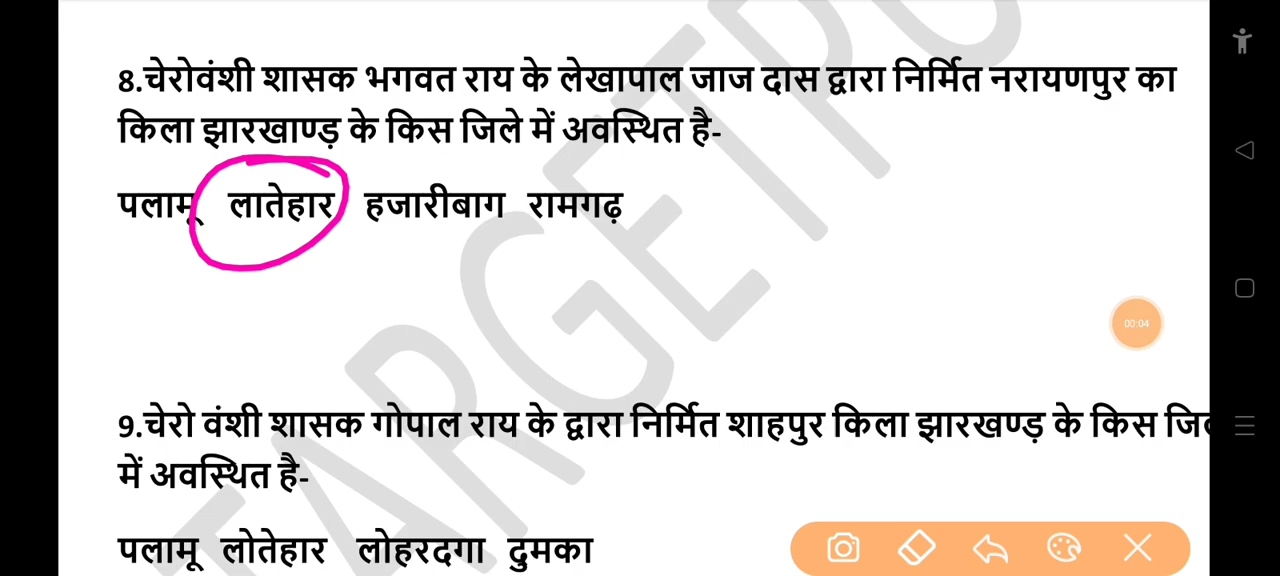 8.चेरोवंशी शासक भगवत राय के लेखापाल जाज दास द्वारा निर्मित नरायणपुर का
किला झारखाण्ड़ के किस जिले में अवस्थित है-
पलामू लातेहार हजारीबाग रामगढ़
00:04
9.चेरो वंशी शासक गोपाल राय के द्वारा निर्मित शाहपुर किला झारखण्ड़ के किस
में अवस्थित है-
पलामू लोतेहार लोहरदगा दुमका
TARGETPG